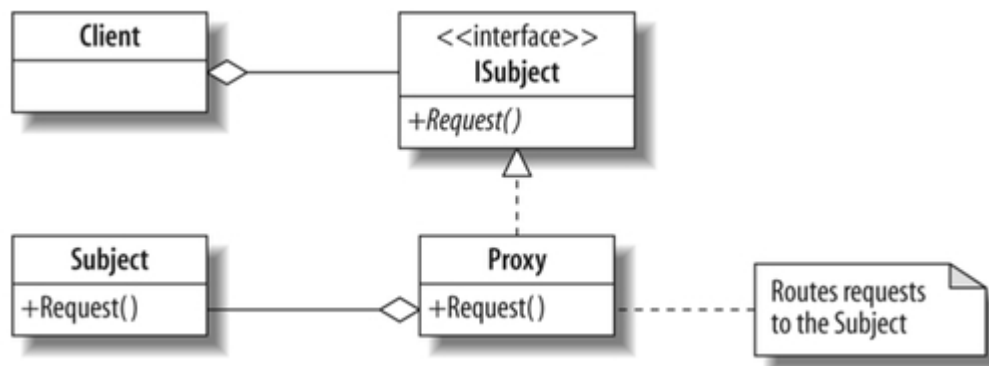 Client
<<interface>>
ISubject
+Request()
Subject
+Request()
Proxy
+Request()
Routes requests
to the Subject